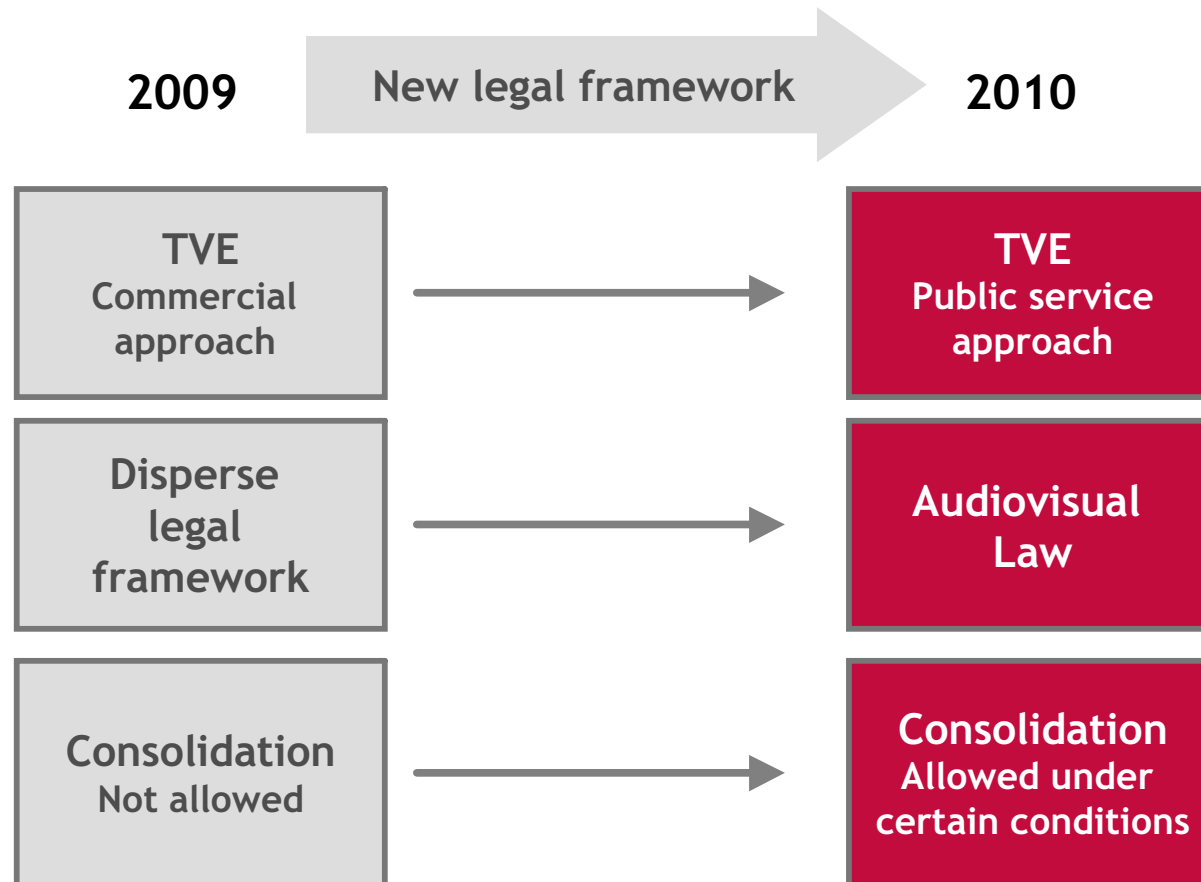 2009
New legal framework
2010
TVE
Commercial
approach
TVE
Public service
approach
Disperse
legal
framework
Audiovisual
Law
Consolidation
Not allowed
Consolidation
Allowed under
certain conditions